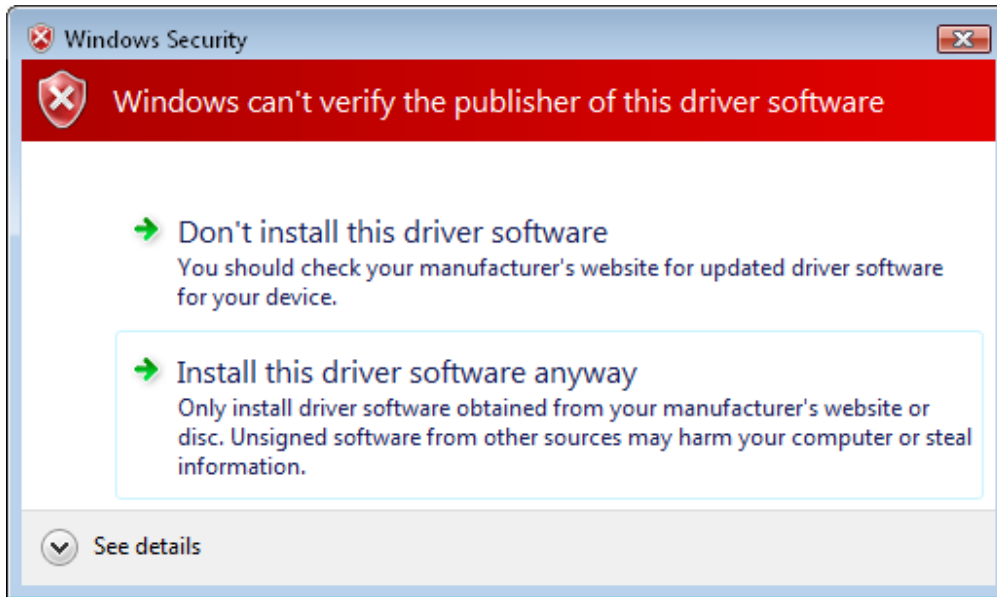 Windows Security
Windows can't verify the publisher of this driver software
Don't install this driver software
You should check your manufacturer's website for updated driver software
for your device.
Install this driver software anyway
Only install driver software obtained from your manufacturer's website or
disc. Unsigned software from other sources may harm your computer or steal
information.
See details